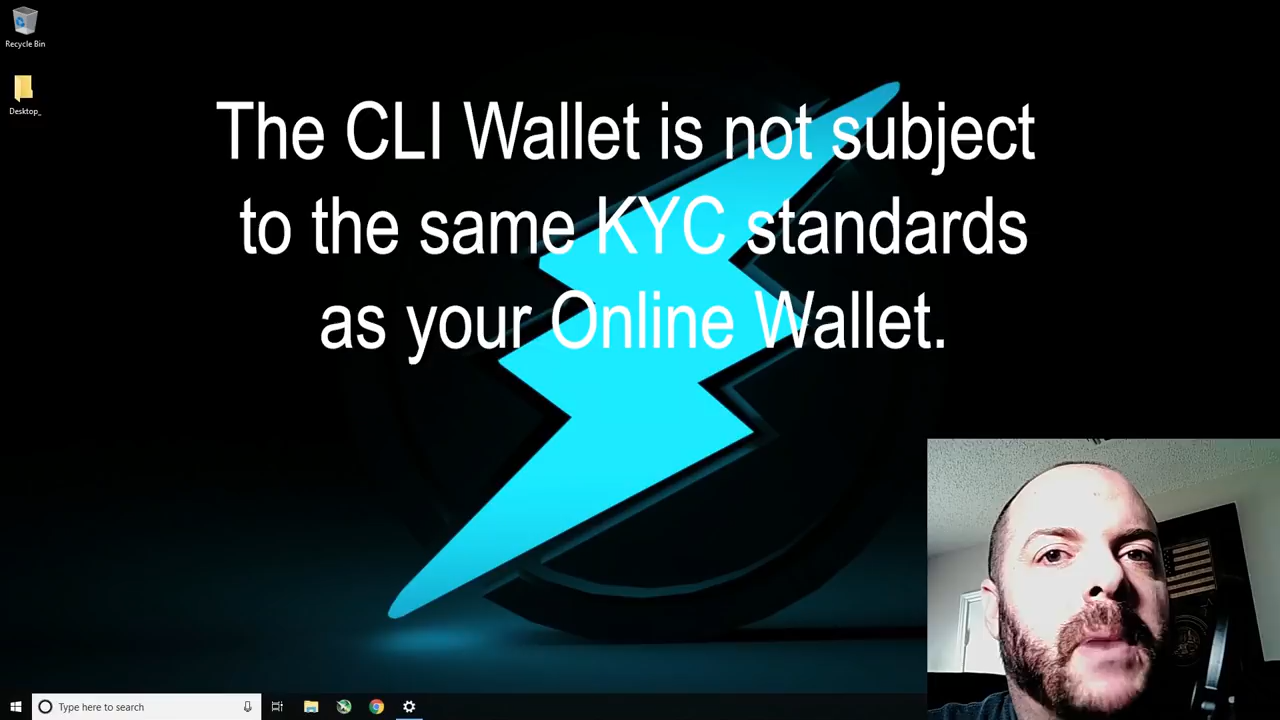 Recycle Bin
Desktop_
The CLI Wallet is not subject
to the same KYC standards
as your Online Wallet.
Type here to search